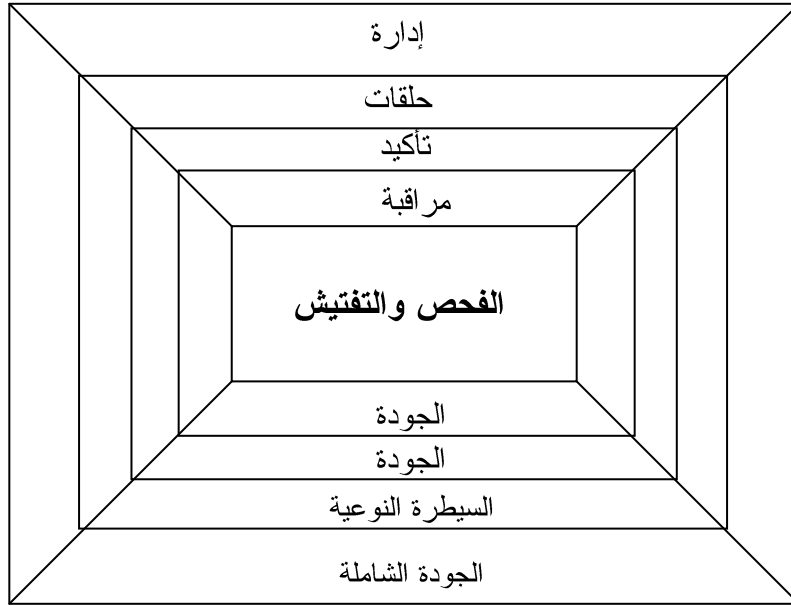 إدارة
حلقات
تأكيد
مراقبة
الفحص والتفتيش
الجودة
الجودة
السيطرة النوعية
الجودة الشاملة